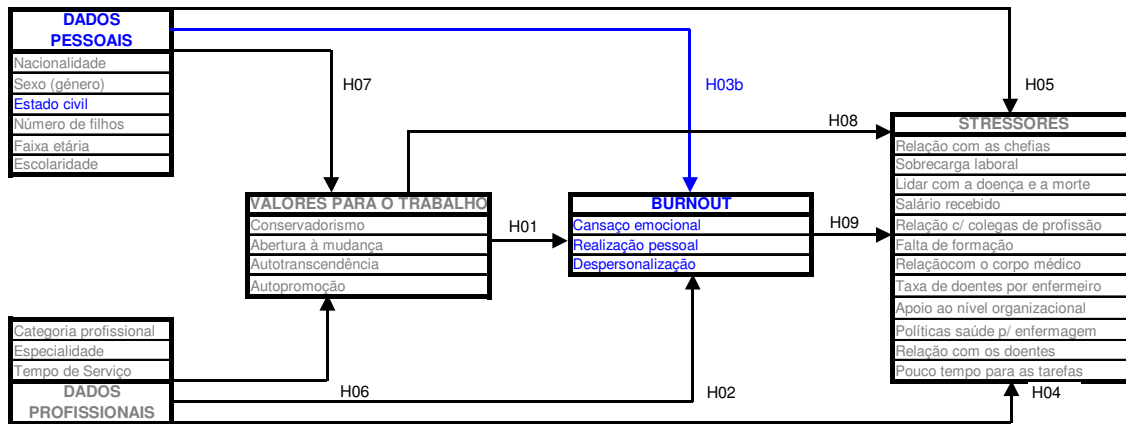 DADOS
PESSOAIS
Nacionalidade
Sexo (género)
Estado civil
Número de filhos
Faixa etária
Escolaridade
H07
H03b
H05
H08
STRESSORES
Relação com as chefias
Sobrecarga laboral
Lidar com a doença e a morte
Salário recebido
Relação c/ colegas de profissão
Falta de formação
Relaçãocom o corpo médico
Taxa de doentes por enfermeiro
Apoio ao nível organizacional
Políticas saúde p/ enfermagem
Relação com os doentes
Pouco tempo para as tarefas
VALORES PARA O TRABALHO
Conservadorismo
Abertura à mudança
Autotranscendência
Autopromoção
H01
BURNOUT
Cansaço emocional
Realização pessoal
Despersonalização
H09
Categoria profissional
Especialidade
Tempo de Serviço
DADOS
PROFISSIONAIS
H06
H02
H04